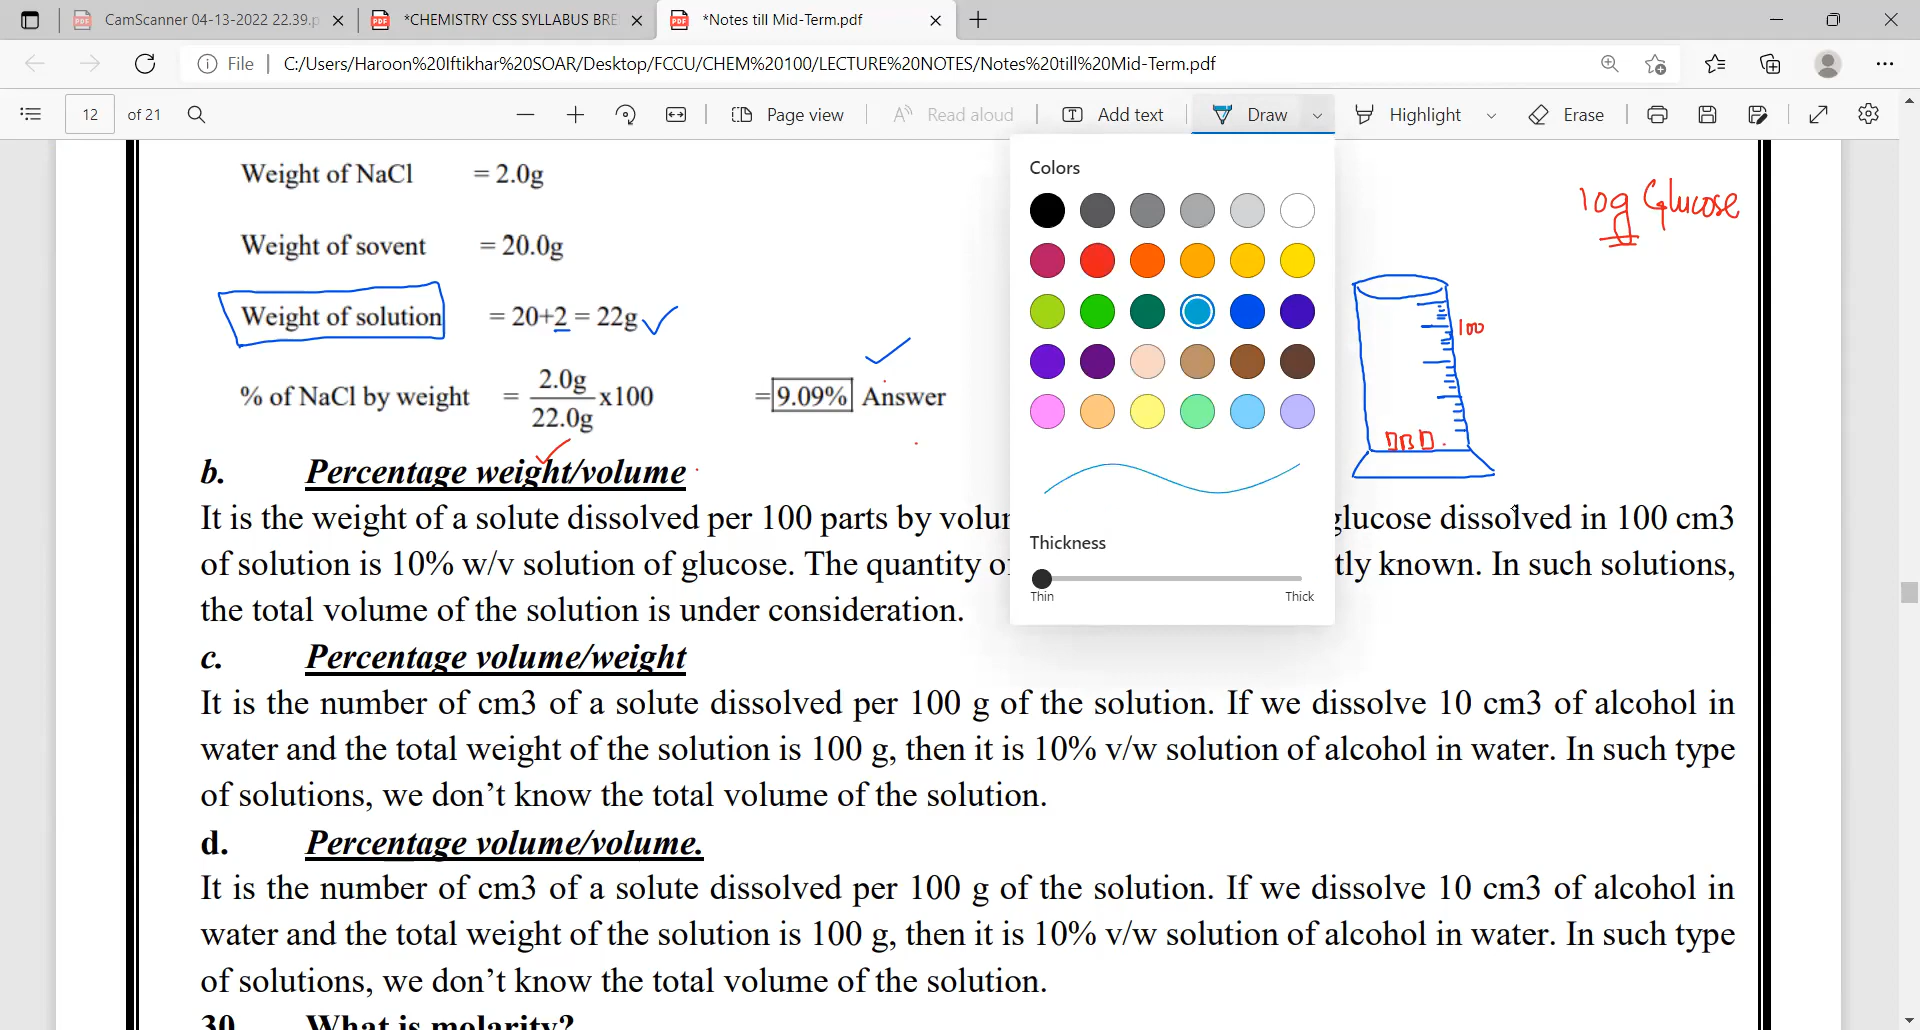 CamScanner 04-13-2022 22.39.p
*CHEMISTRY CSS SYLLABUS BRE
*Notes till Mid-Term.pdf
File
C:/Users/Haroon%20Iftikhar%20SOAR/Desktop/FCCU/CHEM%20100/LECTURE%20NOTES/Notes%20till%20Mid-Term.pdf
12 of 21 Page view Read aloud Add text Draw Highlight Erase
Weight of NaCl = 2.0g
10g Glucose
Weight of sovent = 20.0g
Weight of solution = 20+2 = 22g
100
% of NaCl by weight = 2.0g/22.0g x100 = 9.09% Answer
Colors
Thickness
Thin Thick
b. Percentage weight/volume
It is the weight of a solute dissolved per 100 parts by volu glucose dissolved in 100 cm3
of solution is 10% w/v solution of glucose. The quantity o tly known. In such solutions,
the total volume of the solution is under consideration.
c. Percentage volume/weight
It is the number of cm3 of a solute dissolved per 100 g of the solution. If we dissolve 10 cm3 of alcohol in
water and the total weight of the solution is 100 g, then it is 10% v/w solution of alcohol in water. In such type
of solutions, we don’t know the total volume of the solution.
d. Percentage volume/volume.
It is the number of cm3 of a solute dissolved per 100 g of the solution. If we dissolve 10 cm3 of alcohol in
water and the total weight of the solution is 100 g, then it is 10% v/w solution of alcohol in water. In such type
of solutions, we don’t know the total volume of the solution.
30 What is molarity?